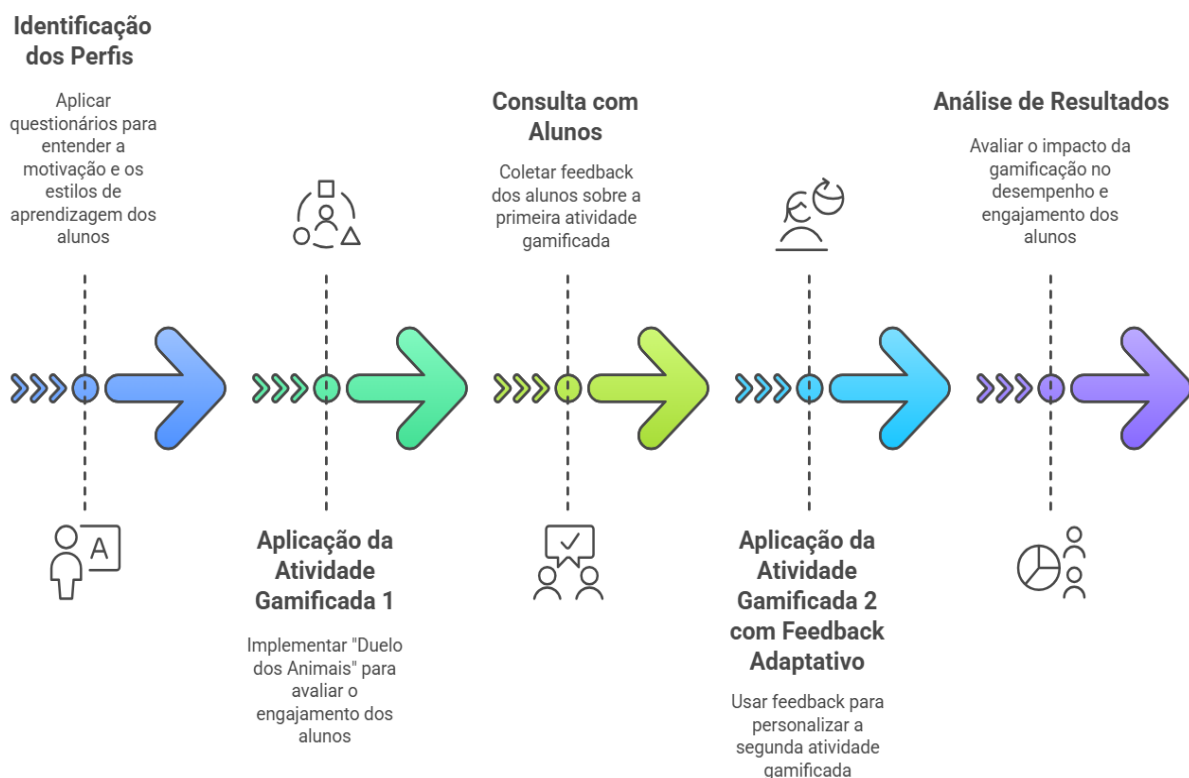 Identificação
dos Perfis
Aplicar
questionários para
entender a
motivação e os
estilos de
aprendizagem dos
alunos
A
Aplicação da
Atividade
Gamificada 1
Implementar "Duelo
dos Animais" para
avaliar o
engajamento dos
alunos
Consulta com
Alunos
Coletar feedback
dos alunos sobre a
primeira atividade
gamificada
Aplicação da
Atividade
Gamificada 2
com Feedback
Adaptativo
Usar feedback para
personalizar a
segunda atividade
gamificada
Análise de Resultados
Avaliar o impacto da
gamificação no
desempenho e
engajamento dos
alunos